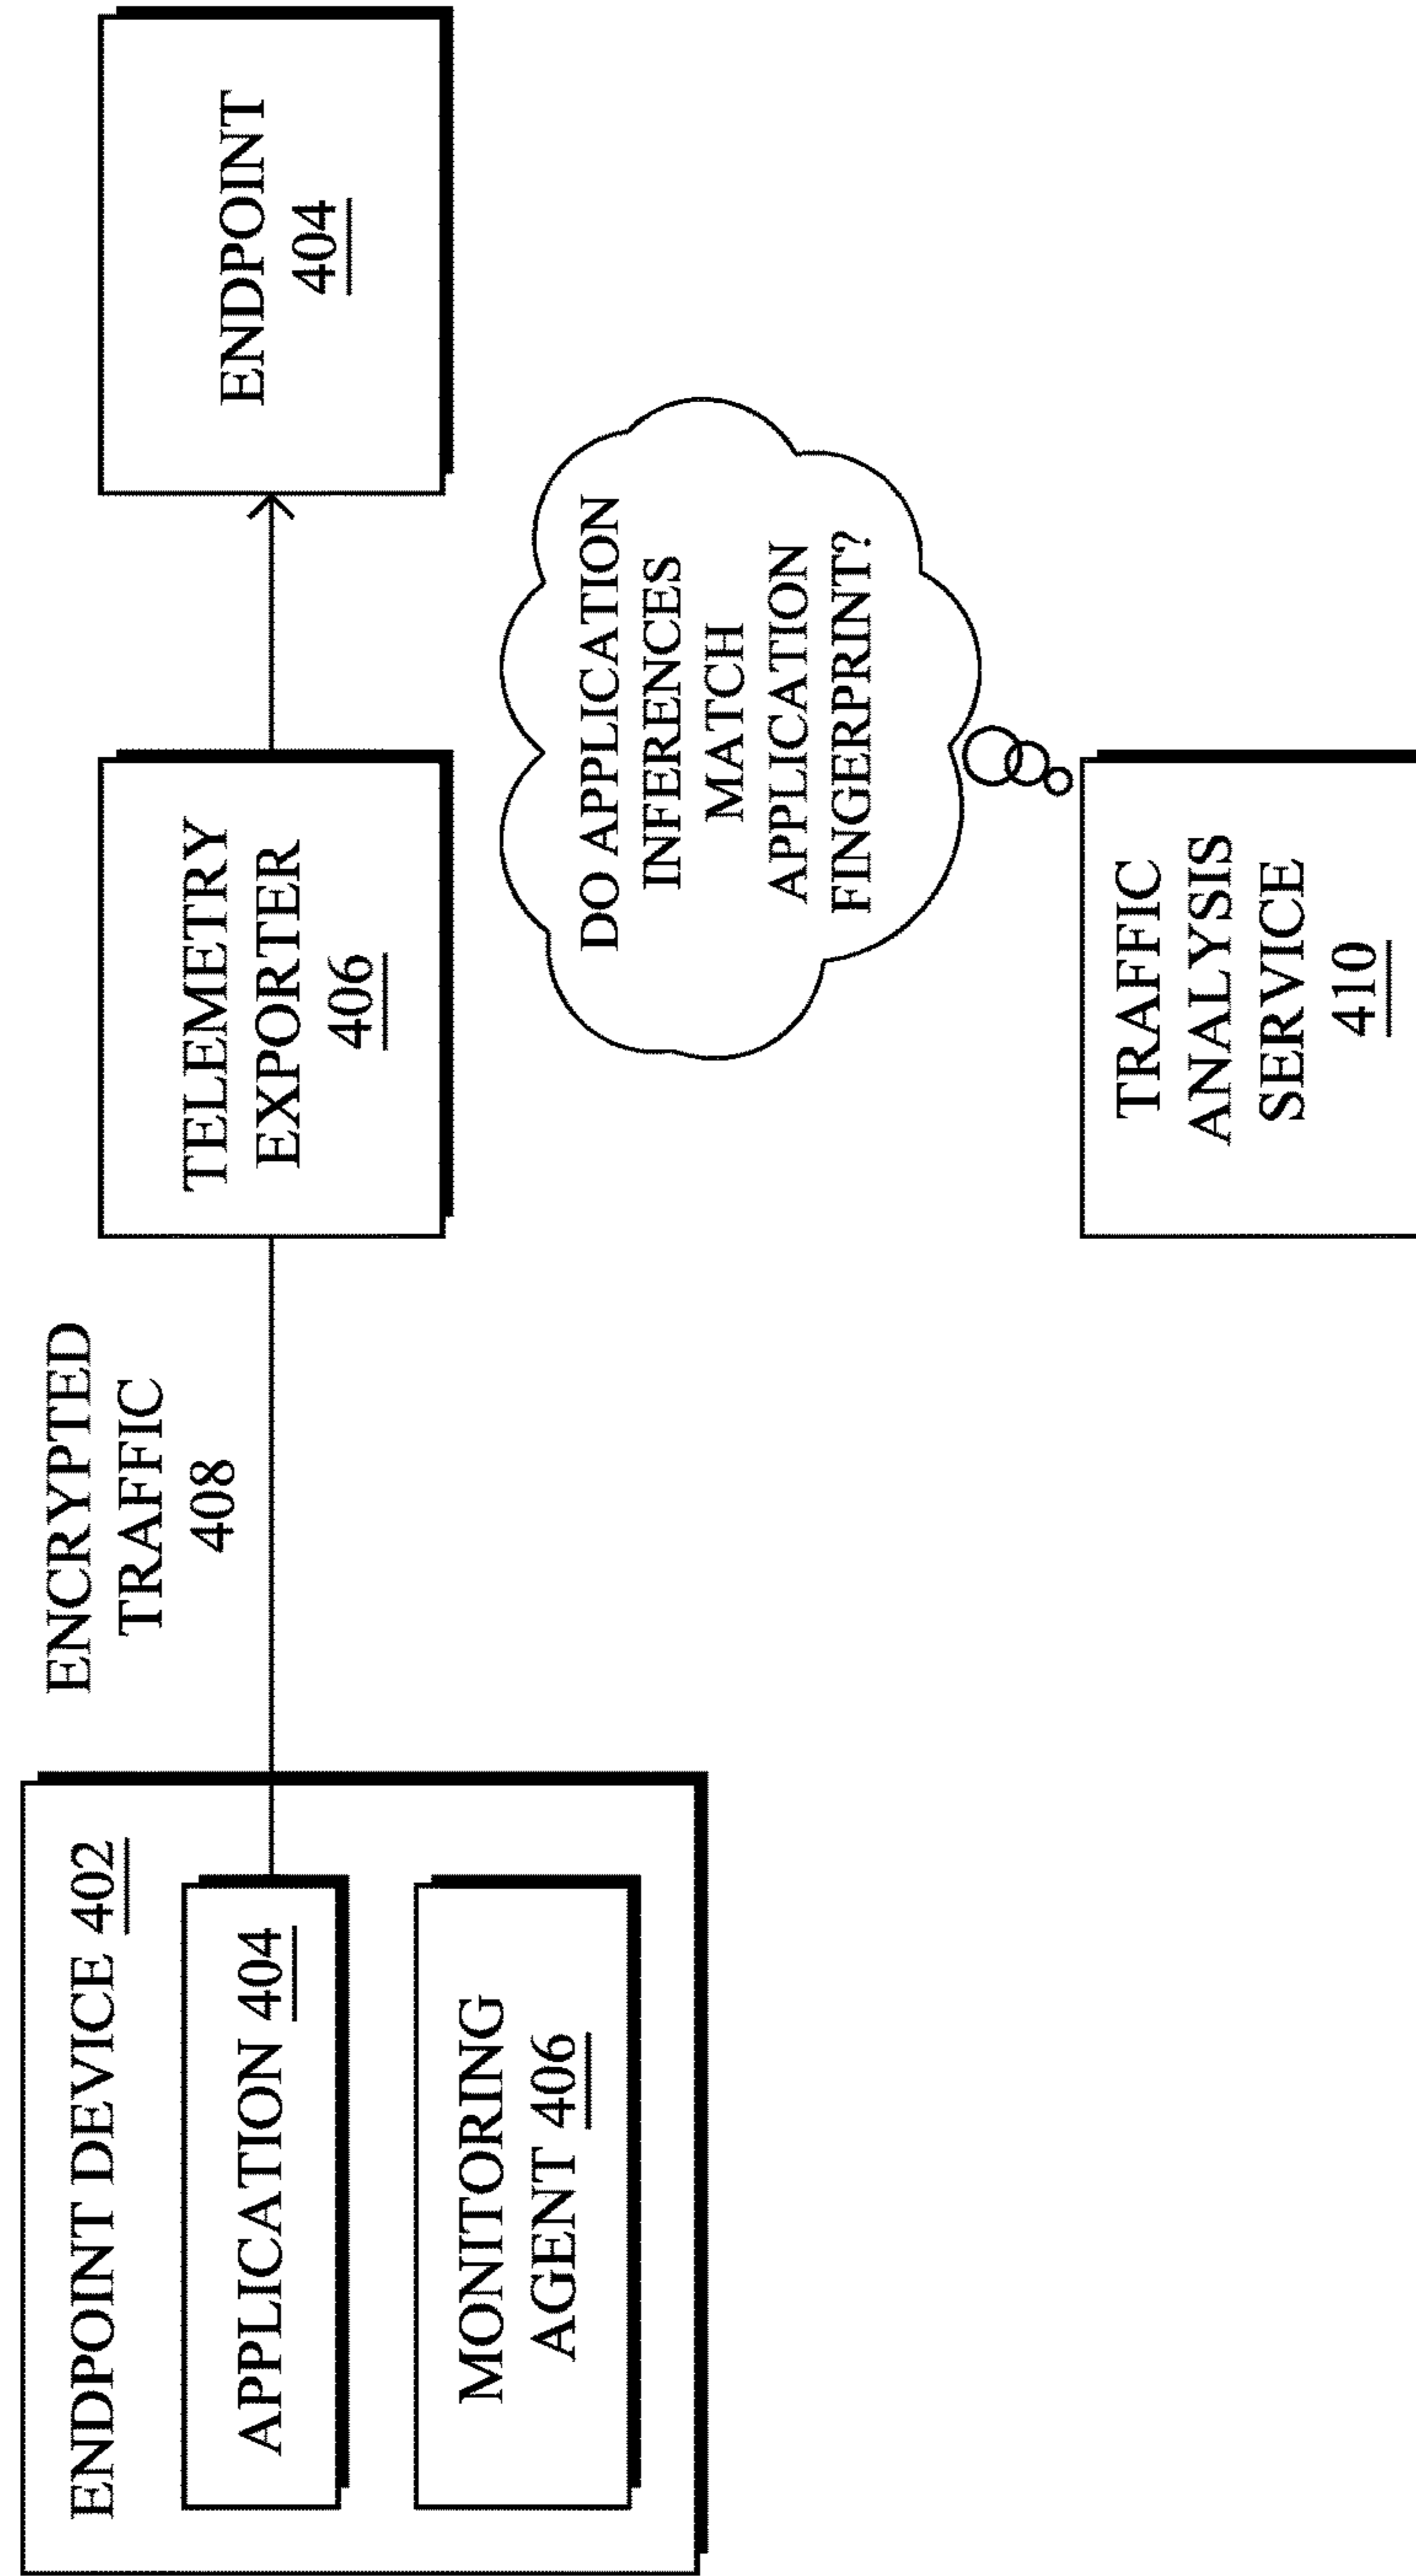 ENDPOINT DEVICE 402
APPLICATION 404
MONITORING
AGENT 406
ENCRYPTED
TRAFFIC
408
TELEMETRY
EXPORTER
406
ENDPOINT
404
DO APPLICATION
INFERENCES
MATCH
APPLICATION
FINGERPRINT?
TRAFFIC
ANALYSIS
SERVICE
410